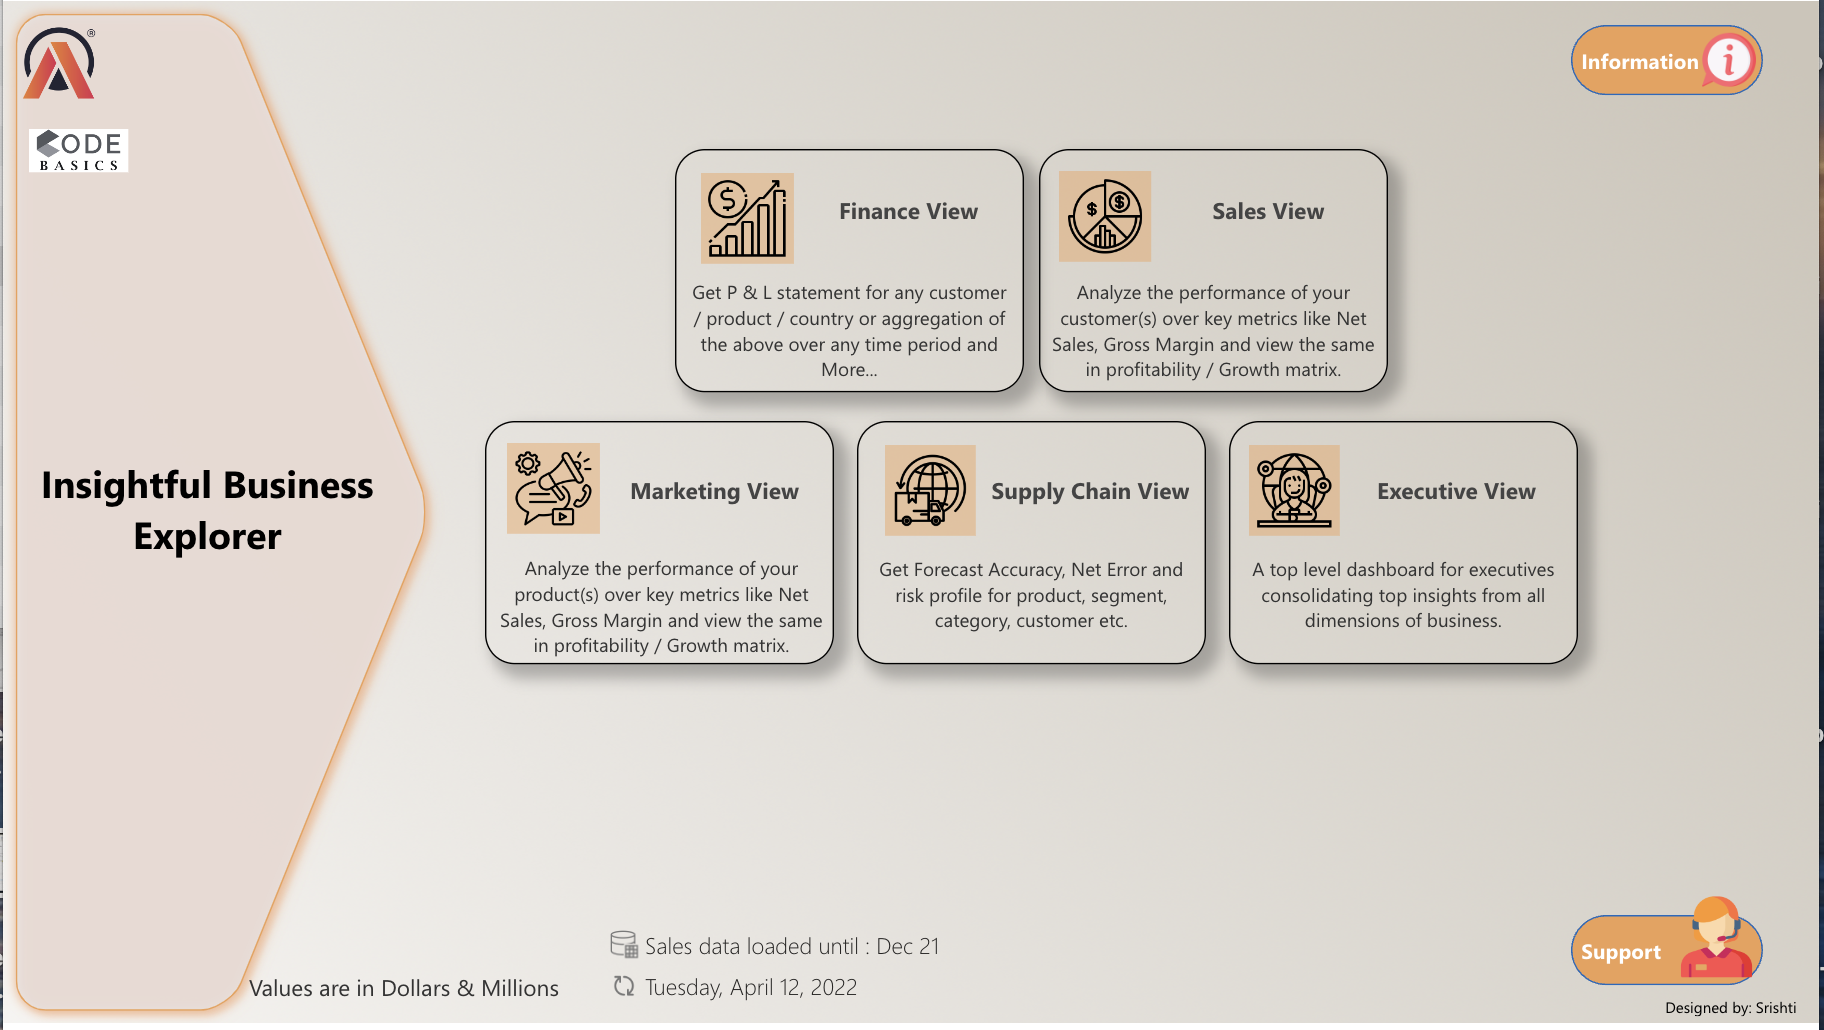 ®
CODE
BASICS
Information
i
Finance View
Get P & L statement for any customer
/ product / country or aggregation of
the above over any time period and
More...
Sales View
Analyze the performance of your
customer(s) over key metrics like Net
Sales, Gross Margin and view the same
in profitability / Growth matrix.
Insightful Business
Explorer
Marketing View
Analyze the performance of your
product(s) over key metrics like Net
Sales, Gross Margin and view the same
in profitability / Growth matrix.
Supply Chain View
Get Forecast Accuracy, Net Error and
risk profile for product, segment,
category, customer etc.
Executive View
A top level dashboard for executives
consolidating top insights from all
dimensions of business.
Sales data loaded until : Dec 21
Values are in Dollars & Millions
Tuesday, April 12, 2022
Support
Designed by: Srishti